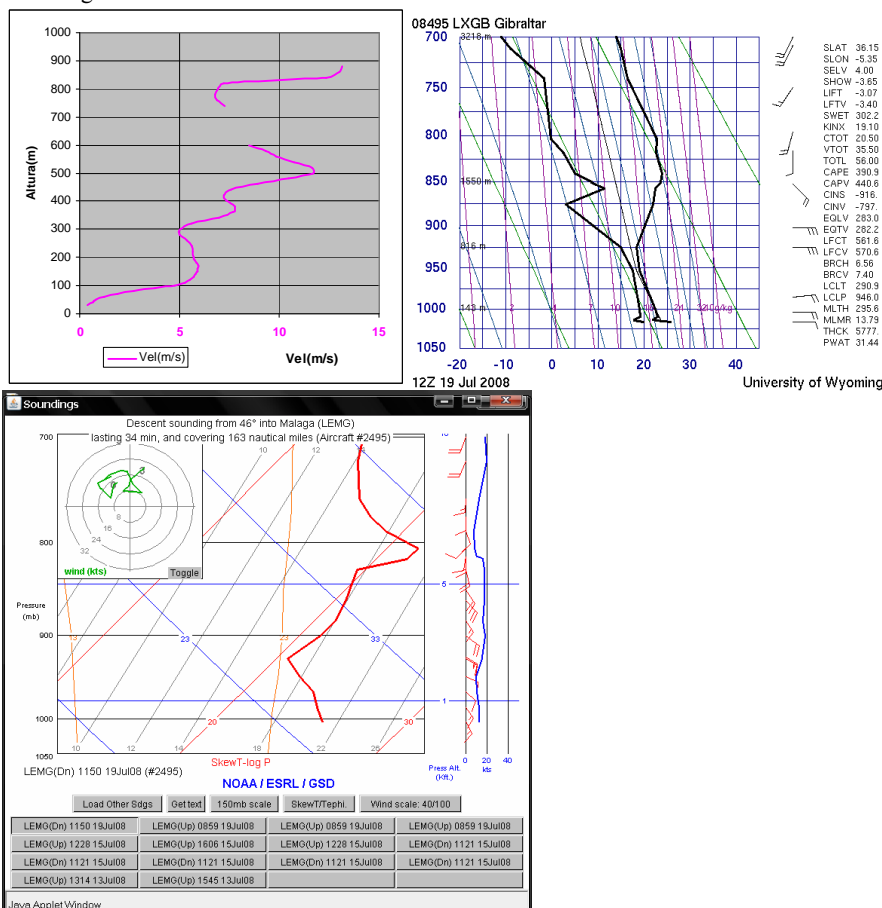 1000
900
800
700
600
500
400
300
200
100
0
Altura(m)
0 5 10 15
Vel(m/s)
Vel(m/s)
08495 LXGB Gibraltar
700
750
800
850
900
950
1000
1050
3218 m
1550 m
816 m
143 m
-20 -10 0 10 20 30 40
12Z 19 Jul 2008
University of Wyoming
SLAT 36.15
SLON -5.35
SELV 4.00
SHOW -3.65
LIFT -3.07
LFTV -3.40
SWET 302.2
KINX 19.10
CTOT 20.50
VTOT 35.50
TOTL 56.00
CAPE 390.9
CAPV 440.6
CINS -916.
CINV -797.
EQLV 283.0
EQTV 282.2
LFCT 561.6
LFCV 570.6
BRCH 6.56
BRCV 7.40
LCLT 290.9
LCLP 946.0
MLTH 295.6
MLMR 13.79
THCK 5777.
PWAT 31.44
Soundings
Descent sounding from 46° into Malaga (LEMG)
lasting 34 min, and covering 163 nautical miles (Aircraft #2495)
700
800
Pressure
(mb)
900
1000
1050
8
16
24
32
wind (kts)
Toggle
10 12
13 23 23 33
20 30
10 12 14 18 22 26
5
1
SkewT-log P
Press Alt.
(Kft.)
0 20 40
kts
LEMG(Dn) 1150 19Jul08 (#2495)
NOAA / ESRL / GSD
Load Other Sdgs Get text 150mb scale SkewT/Tephi. Wind scale: 40/100
LEMG(Dn) 1150 19Jul08 LEMG(Up) 0859 19Jul08 LEMG(Up) 0859 19Jul08 LEMG(Up) 0859 19Jul08
LEMG(Up) 1228 15Jul08 LEMG(Up) 1606 15Jul08 LEMG(Up) 1228 15Jul08 LEMG(Dn) 1121 15Jul08
LEMG(Dn) 1121 15Jul08 LEMG(Dn) 1121 15Jul08 LEMG(Dn) 1121 15Jul08 LEMG(Dn) 1121 15Jul08
LEMG(Up) 1314 13Jul08 LEMG(Up) 1545 13Jul08
Java Applet Window